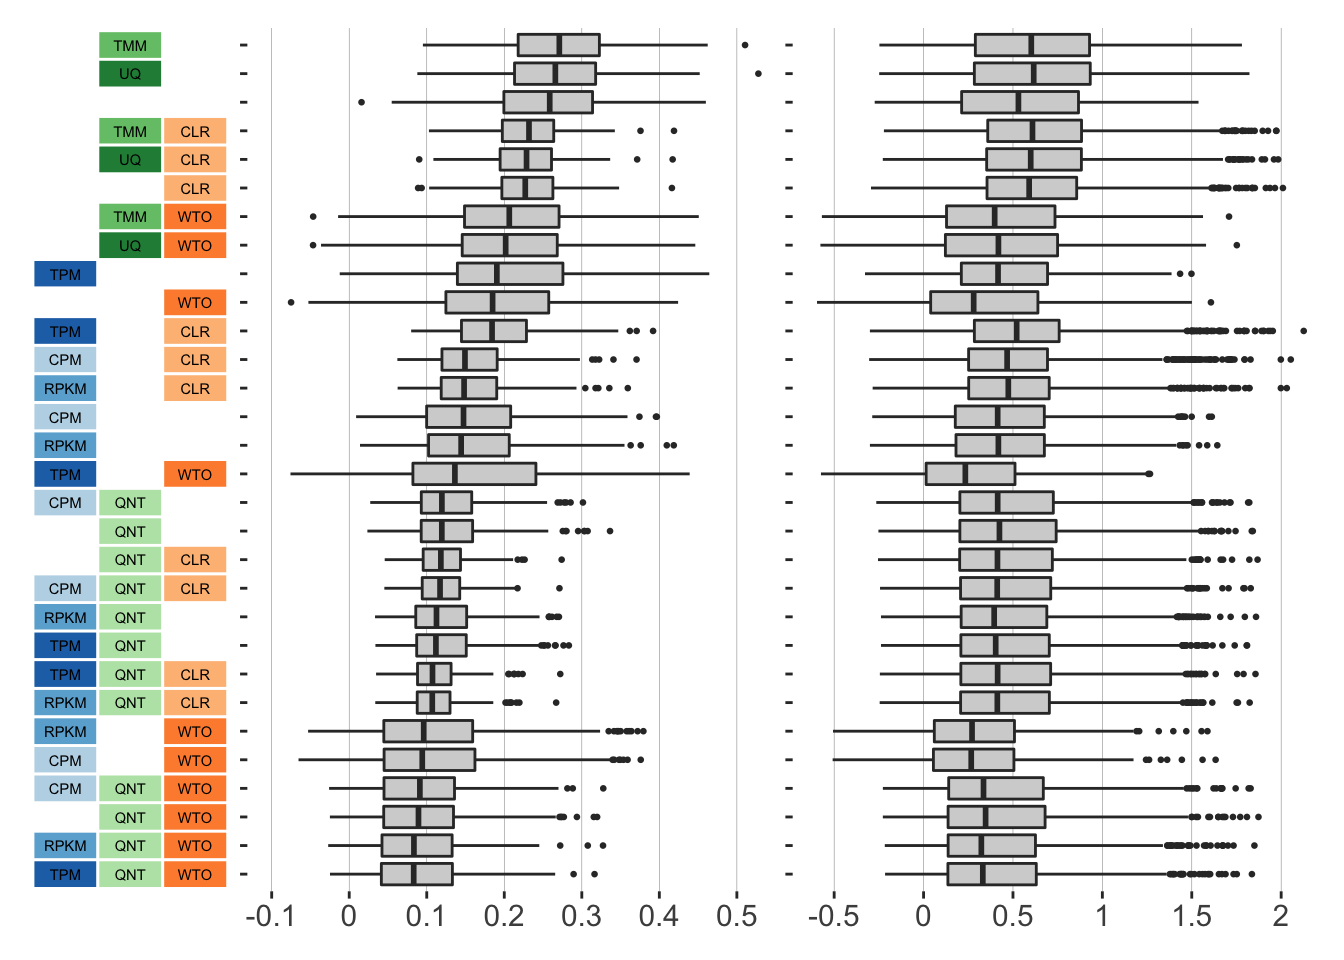 TMM
UQ
TMM CLR
UQ CLR
CLR
TMM WTO
UQ WTO
TPM
WTO
TPM CLR
CPM CLR
RPKM CLR
CPM
RPKM
TPM WTO
CPM QNT
QNT
QNT CLR
CPM QNT CLR
RPKM QNT
TPM QNT
TPM QNT CLR
RPKM QNT CLR
RPKM WTO
CPM WTO
CPM QNT WTO
QNT WTO
RPKM QNT WTO
TPM QNT WTO
-0.1 0 0.1 0.2 0.3 0.4 0.5 -0.5 0 0.5 1 1.5 2